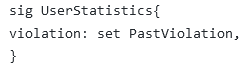 sig UserStatistics{
violation: set PastViolation,
}